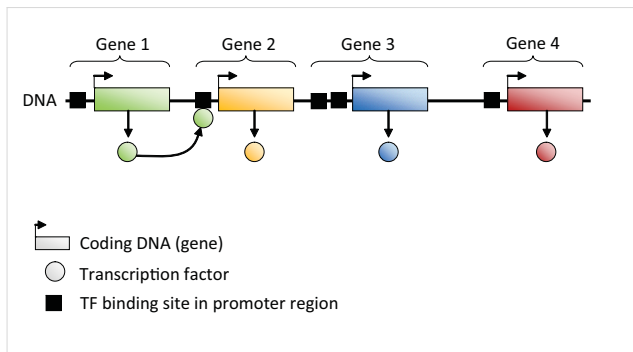 Gene 1 Gene 2 Gene 3 Gene 4
DNA
Coding DNA (gene)
Transcription factor
TF binding site in promoter region